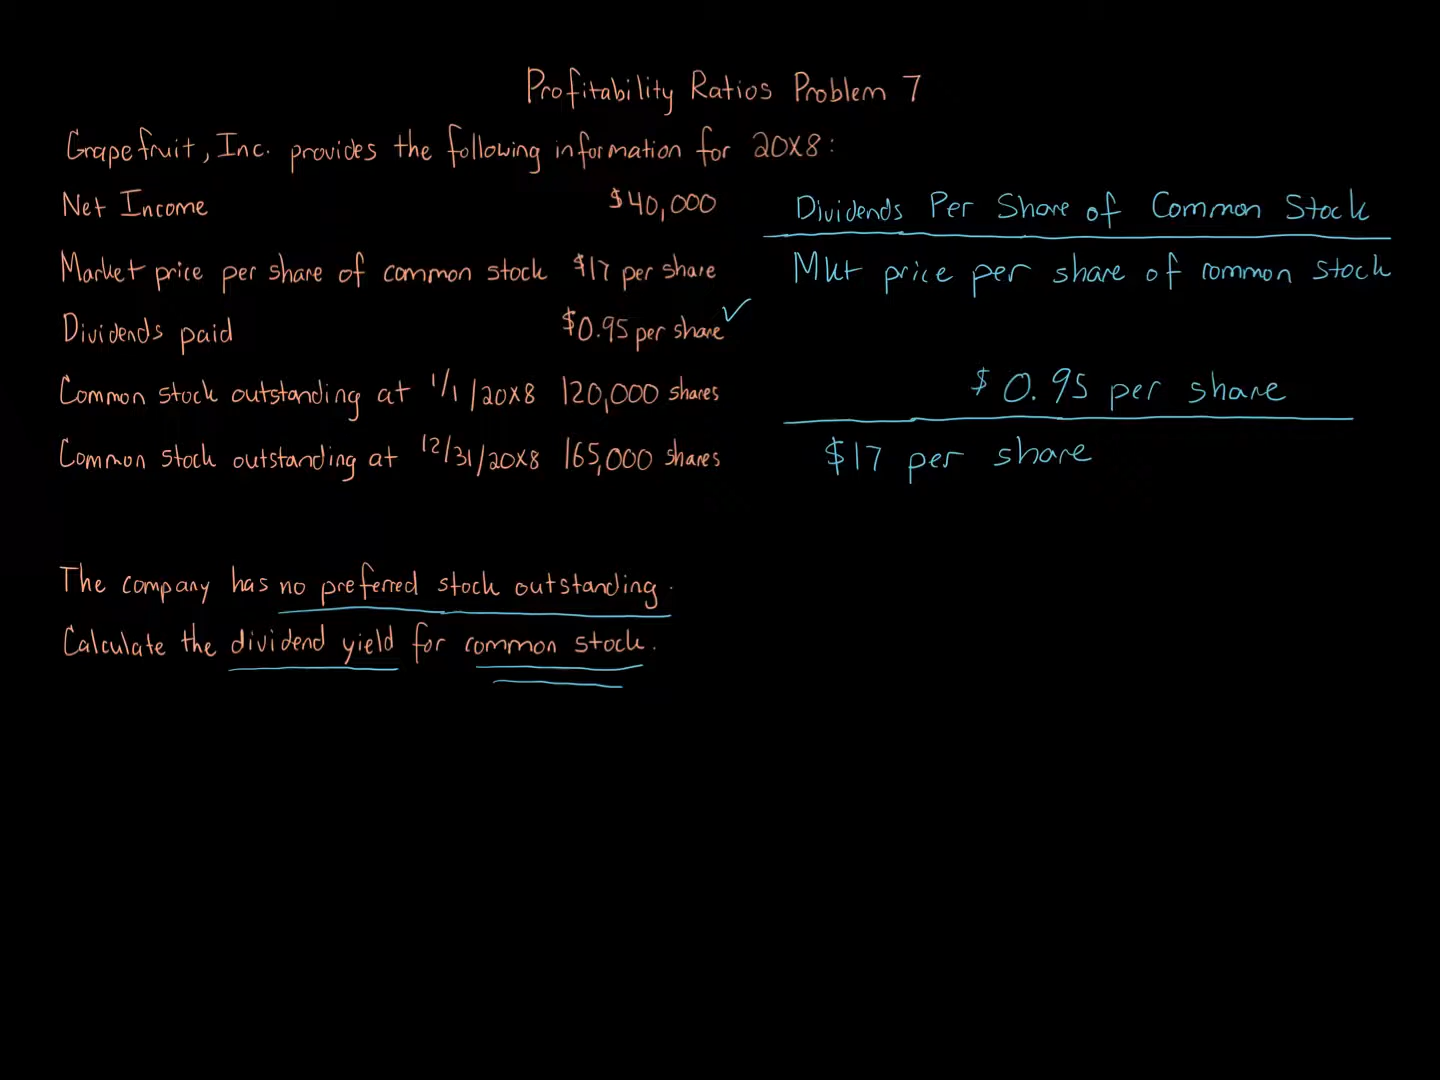 Profitability Ratios Problem 7
Grapefruit, Inc. provides the following information for 20X8:
Net Income $40,000
Market price per share of common stock $17 per share
Dividends paid $0.95 per share
Common stock outstanding at 1/1/20X8 120,000 shares
Common stock outstanding at 12/31/20X8 165,000 shares
The company has no preferred stock outstanding.
Calculate the dividend yield for common stock.
Dividends Per Share of Common Stock
Mkt price per share of common stock
$0.95 per share
$17 per share